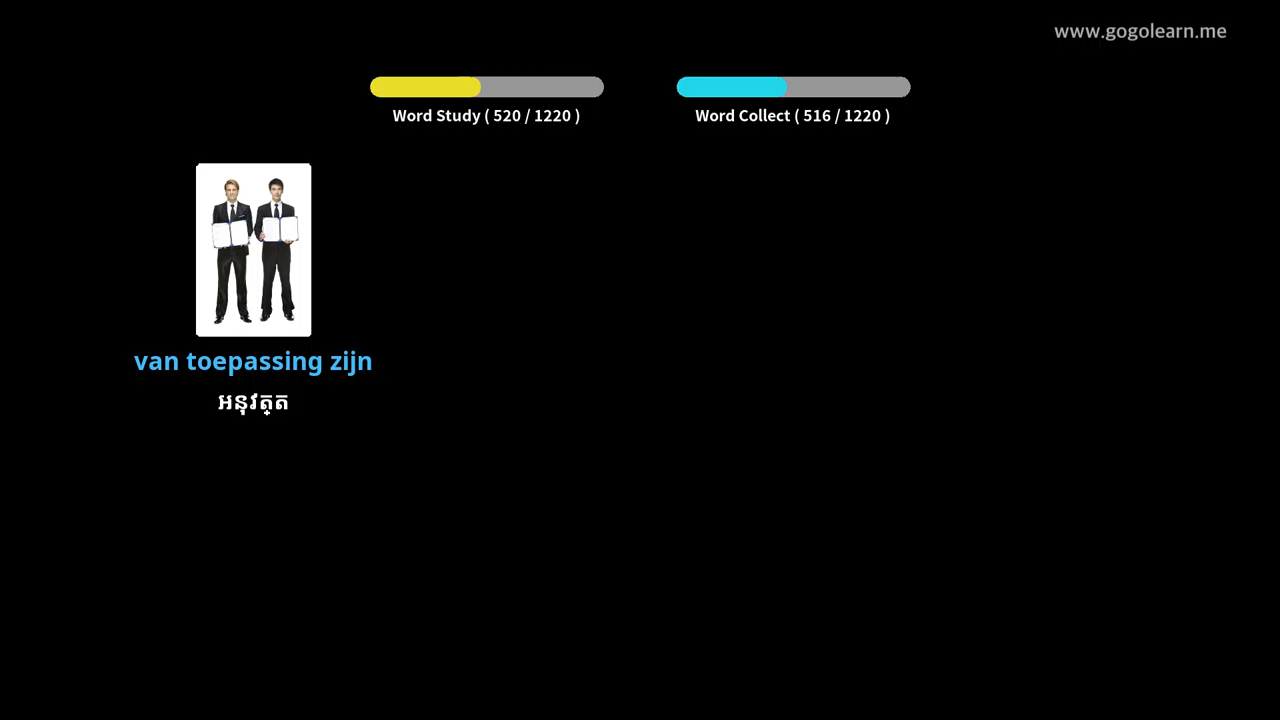 www.gogolearn.me
Word Study ( 520 / 1220 )
Word Collect ( 516 / 1220 )
van toepassing zijn
អនុវត្ត